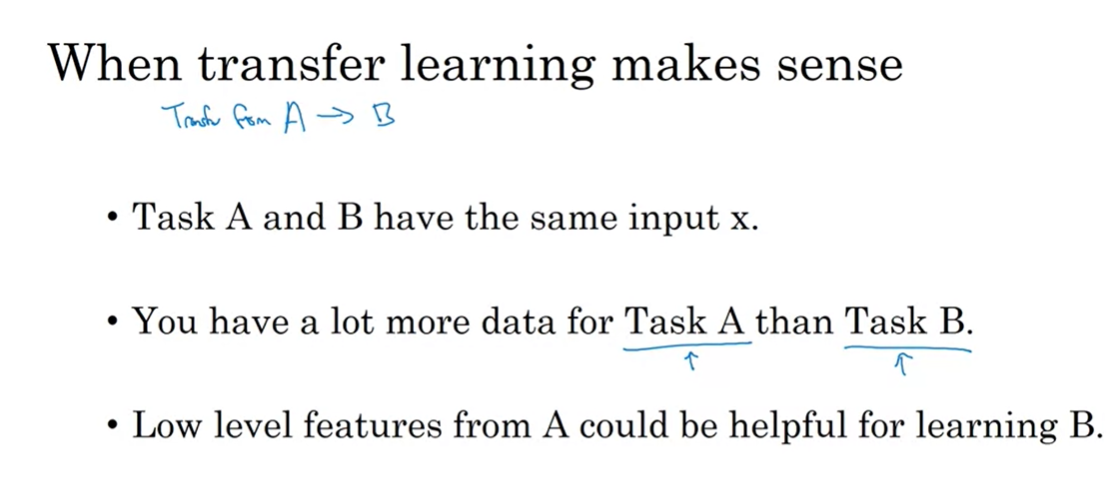 When transfer learning makes sense
Transfer from A → B
• Task A and B have the same input x.
• You have a lot more data for Task A than Task B.
↑ ↑
• Low level features from A could be helpful for learning B.